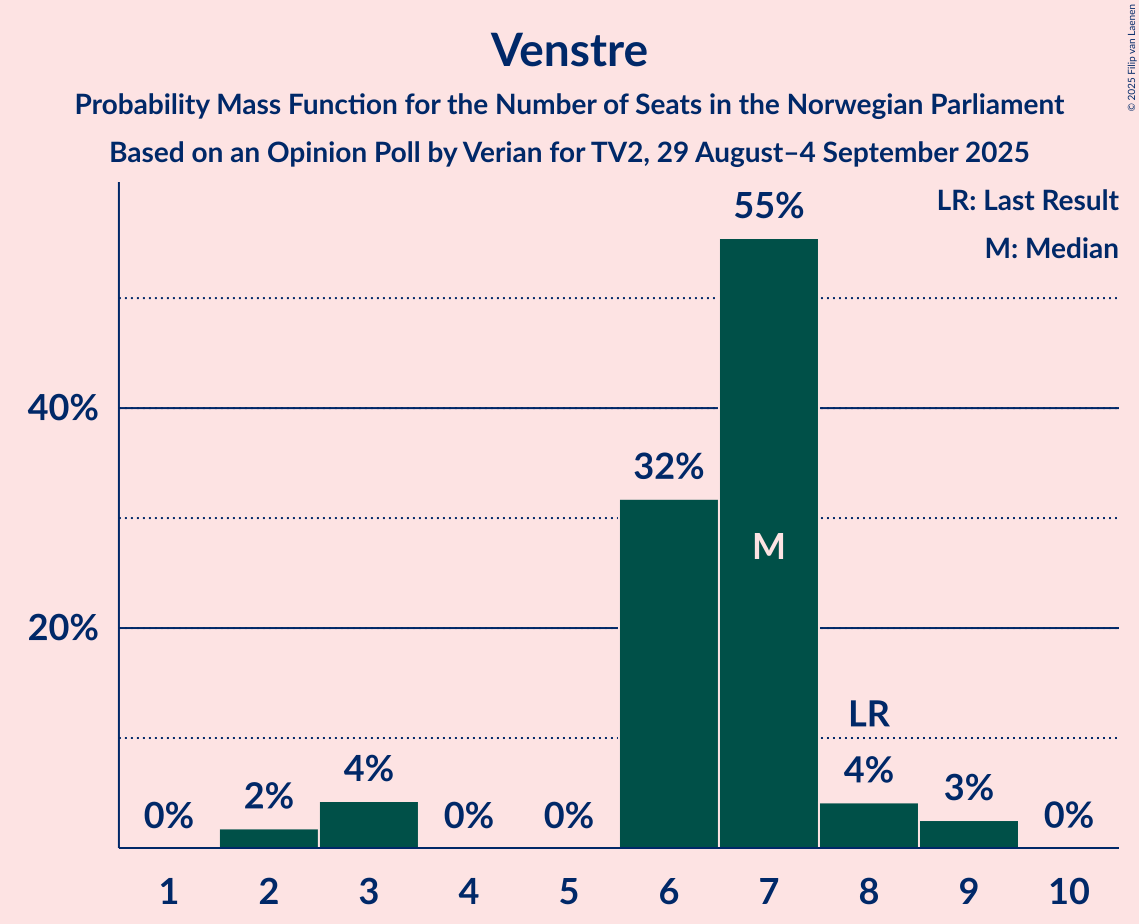 Venstre
Probability Mass Function for the Number of Seats in the Norwegian Parliament
Based on an Opinion Poll by Verian for TV2, 29 August–4 September 2025
© 2025 Filip van Laenen
LR: Last Result
M: Median
55%
40%
32%
M
20%
LR
0%
2%
4%
0%
0%
4%
3%
0%
1 2 3 4 5 6 7 8 9 10